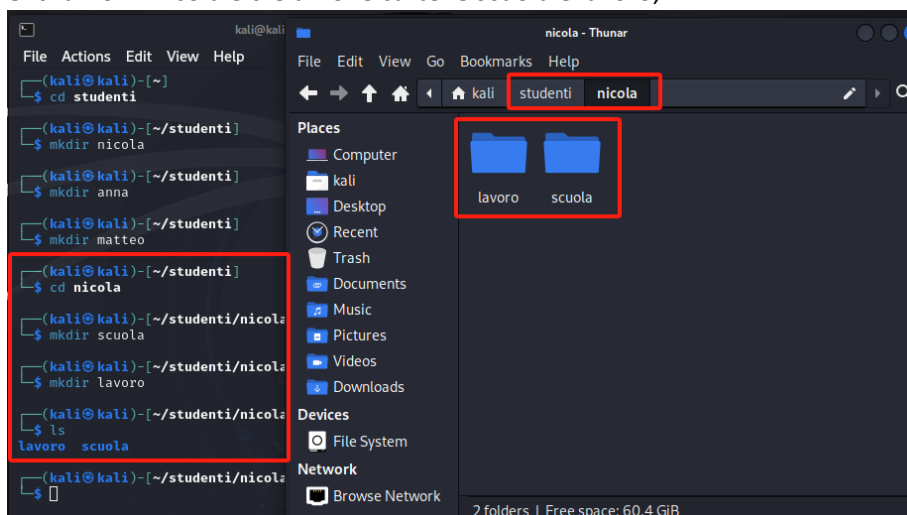 kali@kali
File Actions Edit View Help
(kali㉿kali)-[~]
$ cd studenti
(kali㉿kali)-[~/studenti]
$ mkdir nicola
(kali㉿kali)-[~/studenti]
$ mkdir anna
(kali㉿kali)-[~/studenti]
$ mkdir matteo
(kali㉿kali)-[~/studenti]
$ cd nicola
(kali㉿kali)-[~/studenti/nicola
$ mkdir scuola
(kali㉿kali)-[~/studenti/nicola
$ mkdir lavoro
(kali㉿kali)-[~/studenti/nicola
$ ls
lavoro scuola
(kali㉿kali)-[~/studenti/nicola
$
nicola - Thunar
File Edit View Go Bookmarks Help
kali studenti nicola
Places
Computer
kali
Desktop
Recent
Trash
Documents
Music
Pictures
Videos
Downloads
Devices
File System
Network
Browse Network
lavoro scuola
2 folders | Free space: 60.4 GiB